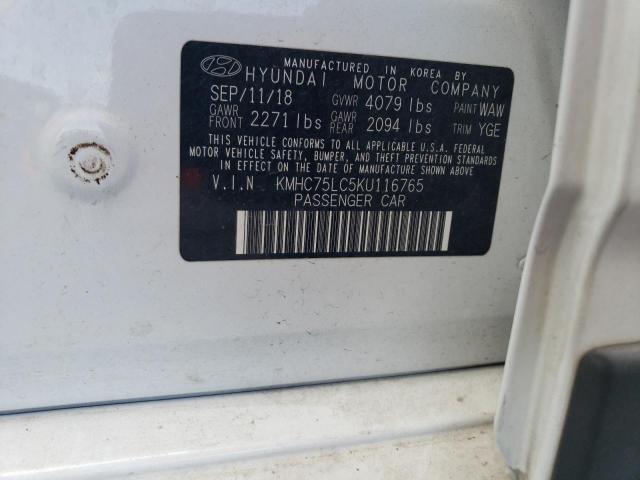 MANUFACTURED IN KOREA BY
HYUNDAI MOTOR COMPANY
SEP/11/18 GVWR 4079 lbs PAINT WAW
GAWR FRONT 2271 lbs GAWR REAR 2094 lbs TRIM YGE
THIS VEHICLE CONFORMS TO ALL APPLICABLE U.S.A. FEDERAL
MOTOR VEHICLE SAFETY, BUMPER, AND THEFT PREVENTION STANDARDS
IN EFFECT ON THE DATE OF MANUFACTURE SHOWN ABOVE.
V.I.N KMHC75LC5KU116765
PASSENGER CAR